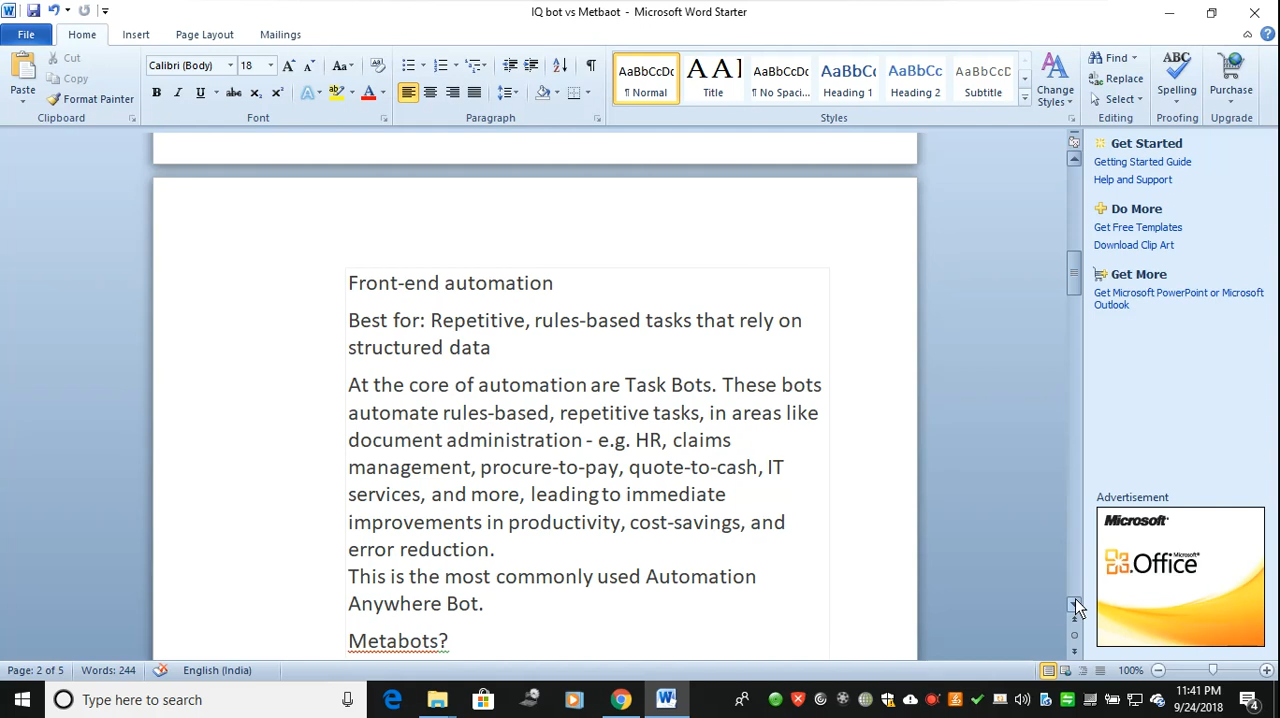 IQ bot vs Metbaot - Microsoft Word Starter
File Home Insert Page Layout Mailings
Paste
Cut
Copy
Format Painter
Clipboard
Calibri (Body) 18
Font
Paragraph
AaBbCcDc AAI AaBbCcDc AaBbCc AaBbCc AaBbCcDc
¶ Normal Title ¶ No Spaci... Heading 1 Heading 2 Subtitle
Change
Styles
Styles
Find
Replace
Select
Editing
Spelling
Proofing
Purchase
Upgrade
Front-end automation
Best for: Repetitive, rules-based tasks that rely on
structured data
At the core of automation are Task Bots. These bots
automate rules-based, repetitive tasks, in areas like
document administration - e.g. HR, claims
management, procure-to-pay, quote-to-cash, IT
services, and more, leading to immediate
improvements in productivity, cost-savings, and
error reduction.
This is the most commonly used Automation
Anywhere Bot.
Metabots?
Get Started
Getting Started Guide
Help and Support
Do More
Get Free Templates
Download Clip Art
Get More
Get Microsoft PowerPoint or Microsoft
Outlook
Advertisement
Microsoft
Microsoft
Office
Page: 2 of 5 Words: 244 English (India) 100%
Type here to search
11:41 PM
9/24/2018
4